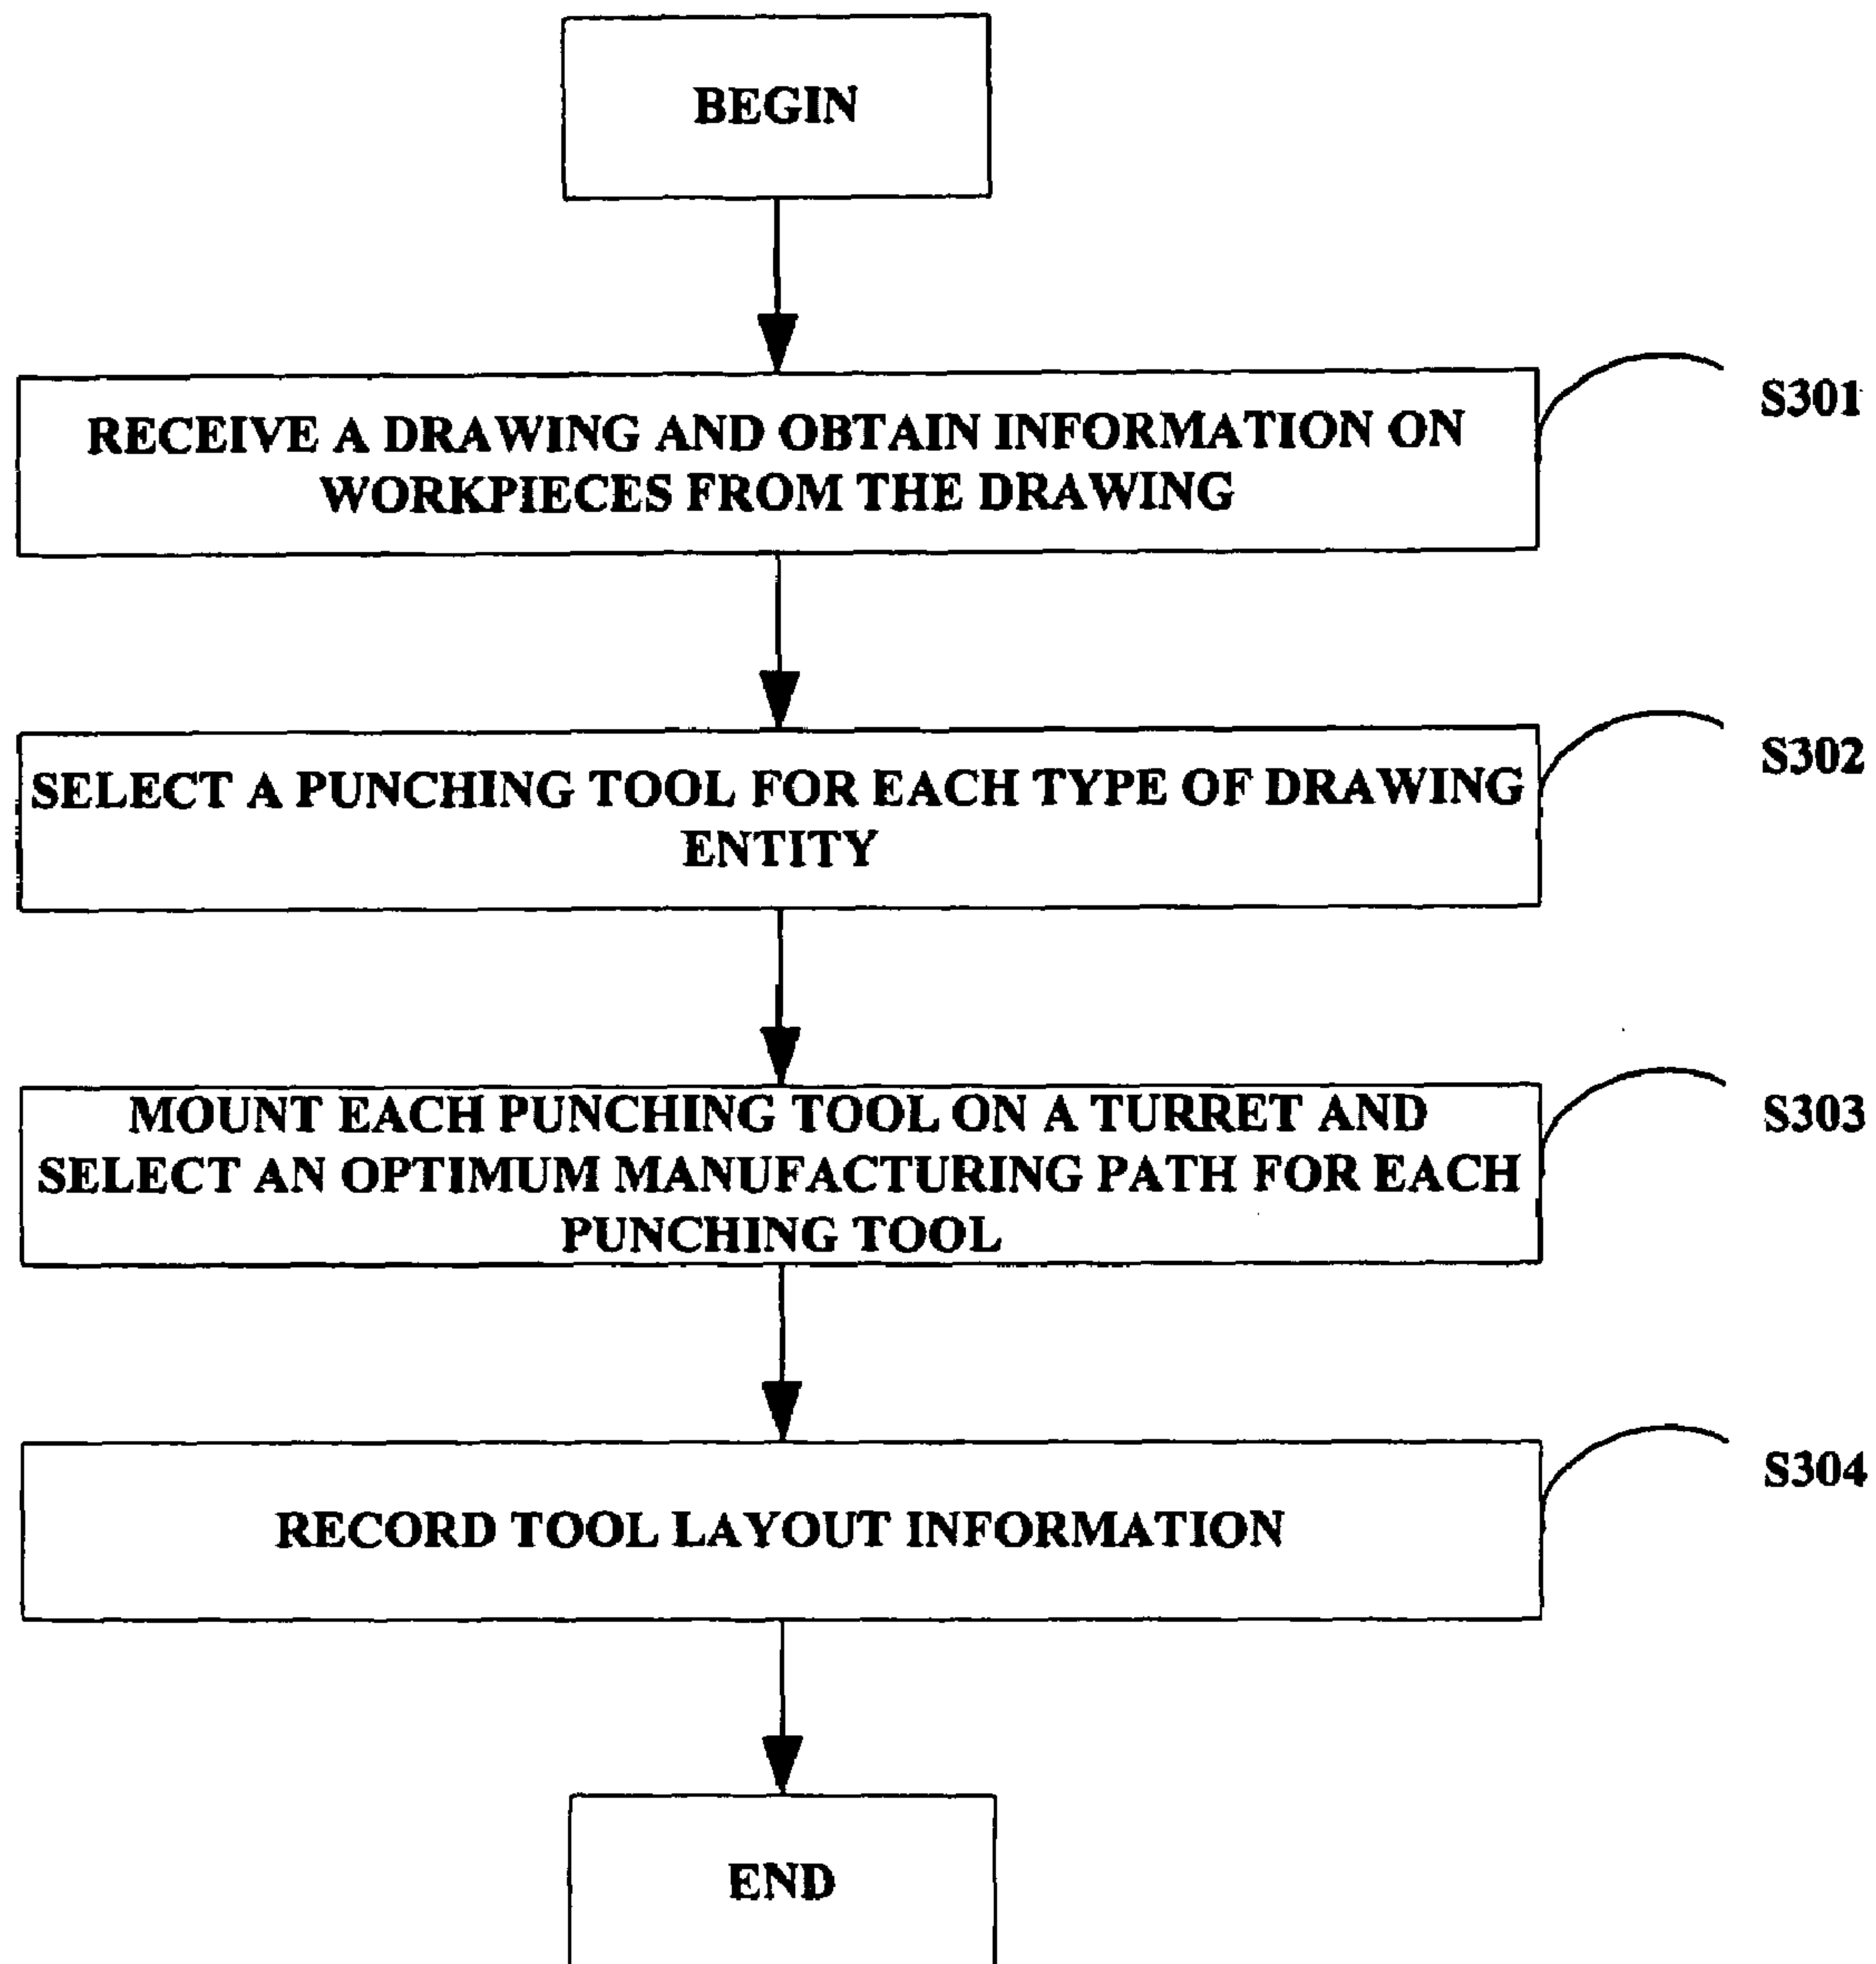 BEGIN
RECEIVE A DRAWING AND OBTAIN INFORMATION ON
WORKPIECES FROM THE DRAWING
S301
SELECT A PUNCHING TOOL FOR EACH TYPE OF DRAWING
ENTITY
S302
MOUNT EACH PUNCHING TOOL ON A TURRET AND
SELECT AN OPTIMUM MANUFACTURING PATH FOR EACH
PUNCHING TOOL
S303
RECORD TOOL LAYOUT INFORMATION
S304
END